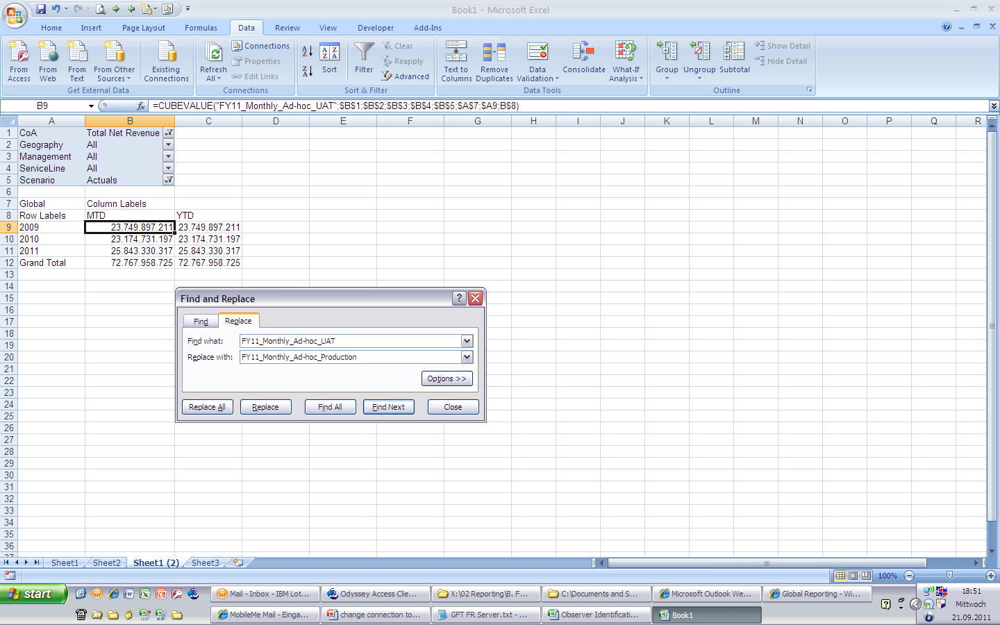 Book1 - Microsoft Excel
Home Insert Page Layout Formulas Data Review View Developer Add-Ins
From Access
From Web
From Text
From Other Sources
Existing Connections
Get External Data
Refresh All
Connections
Properties
Edit Links
Connections
Sort
Filter
Clear
Reapply
Advanced
Sort & Filter
Text to Columns
Remove Duplicates
Data Validation
Consolidate
What-If Analysis
Data Tools
Group
Ungroup
Subtotal
Show Detail
Hide Detail
Outline
B9 fx =CUBEVALUE("FY11_Monthly_Ad-hoc_UAT";$B$1;$B$2;$B$3;$B$4;$B$5;$A$7;$A9;B$8)
A B C D E F G H I J K L M N O P Q R
1 CoA Total Net Revenue
2 Geography All
3 Management All
4 ServiceLine All
5 Scenario Actuals
6
7 Global Column Labels
8 Row Labels MTD YTD
9 2009 23.749.897.211 23.749.897.211
10 2010 23.174.731.197 23.174.731.197
11 2011 25.843.330.317 25.843.330.317
12 Grand Total 72.767.958.725 72.767.958.725
13
14
15
16
17
18
19
20
21
22
23
24
25
26
27
28
29
30
31
32
33
34
35
36
37
Find and Replace
Find Replace
Find what: FY11_Monthly_Ad-hoc_UAT
Replace with: FY11_Monthly_Ad-hoc_Production
Options >>
Replace All Replace Find All Find Next Close
Sheet1 Sheet2 Sheet1 (2) Sheet3
100%
start
Mail - Inbox - IBM Lot... Odyssey Access Clie... X:\02 Reporting\B. F... C:\Documents and S... Microsoft Outlook We... Global Reporting - Wi...
MobileMe Mail - Einga... change connection to... GFT FR Server.txt - ... Observer Identificati... Book1
18:51
Mittwoch
21.09.2011